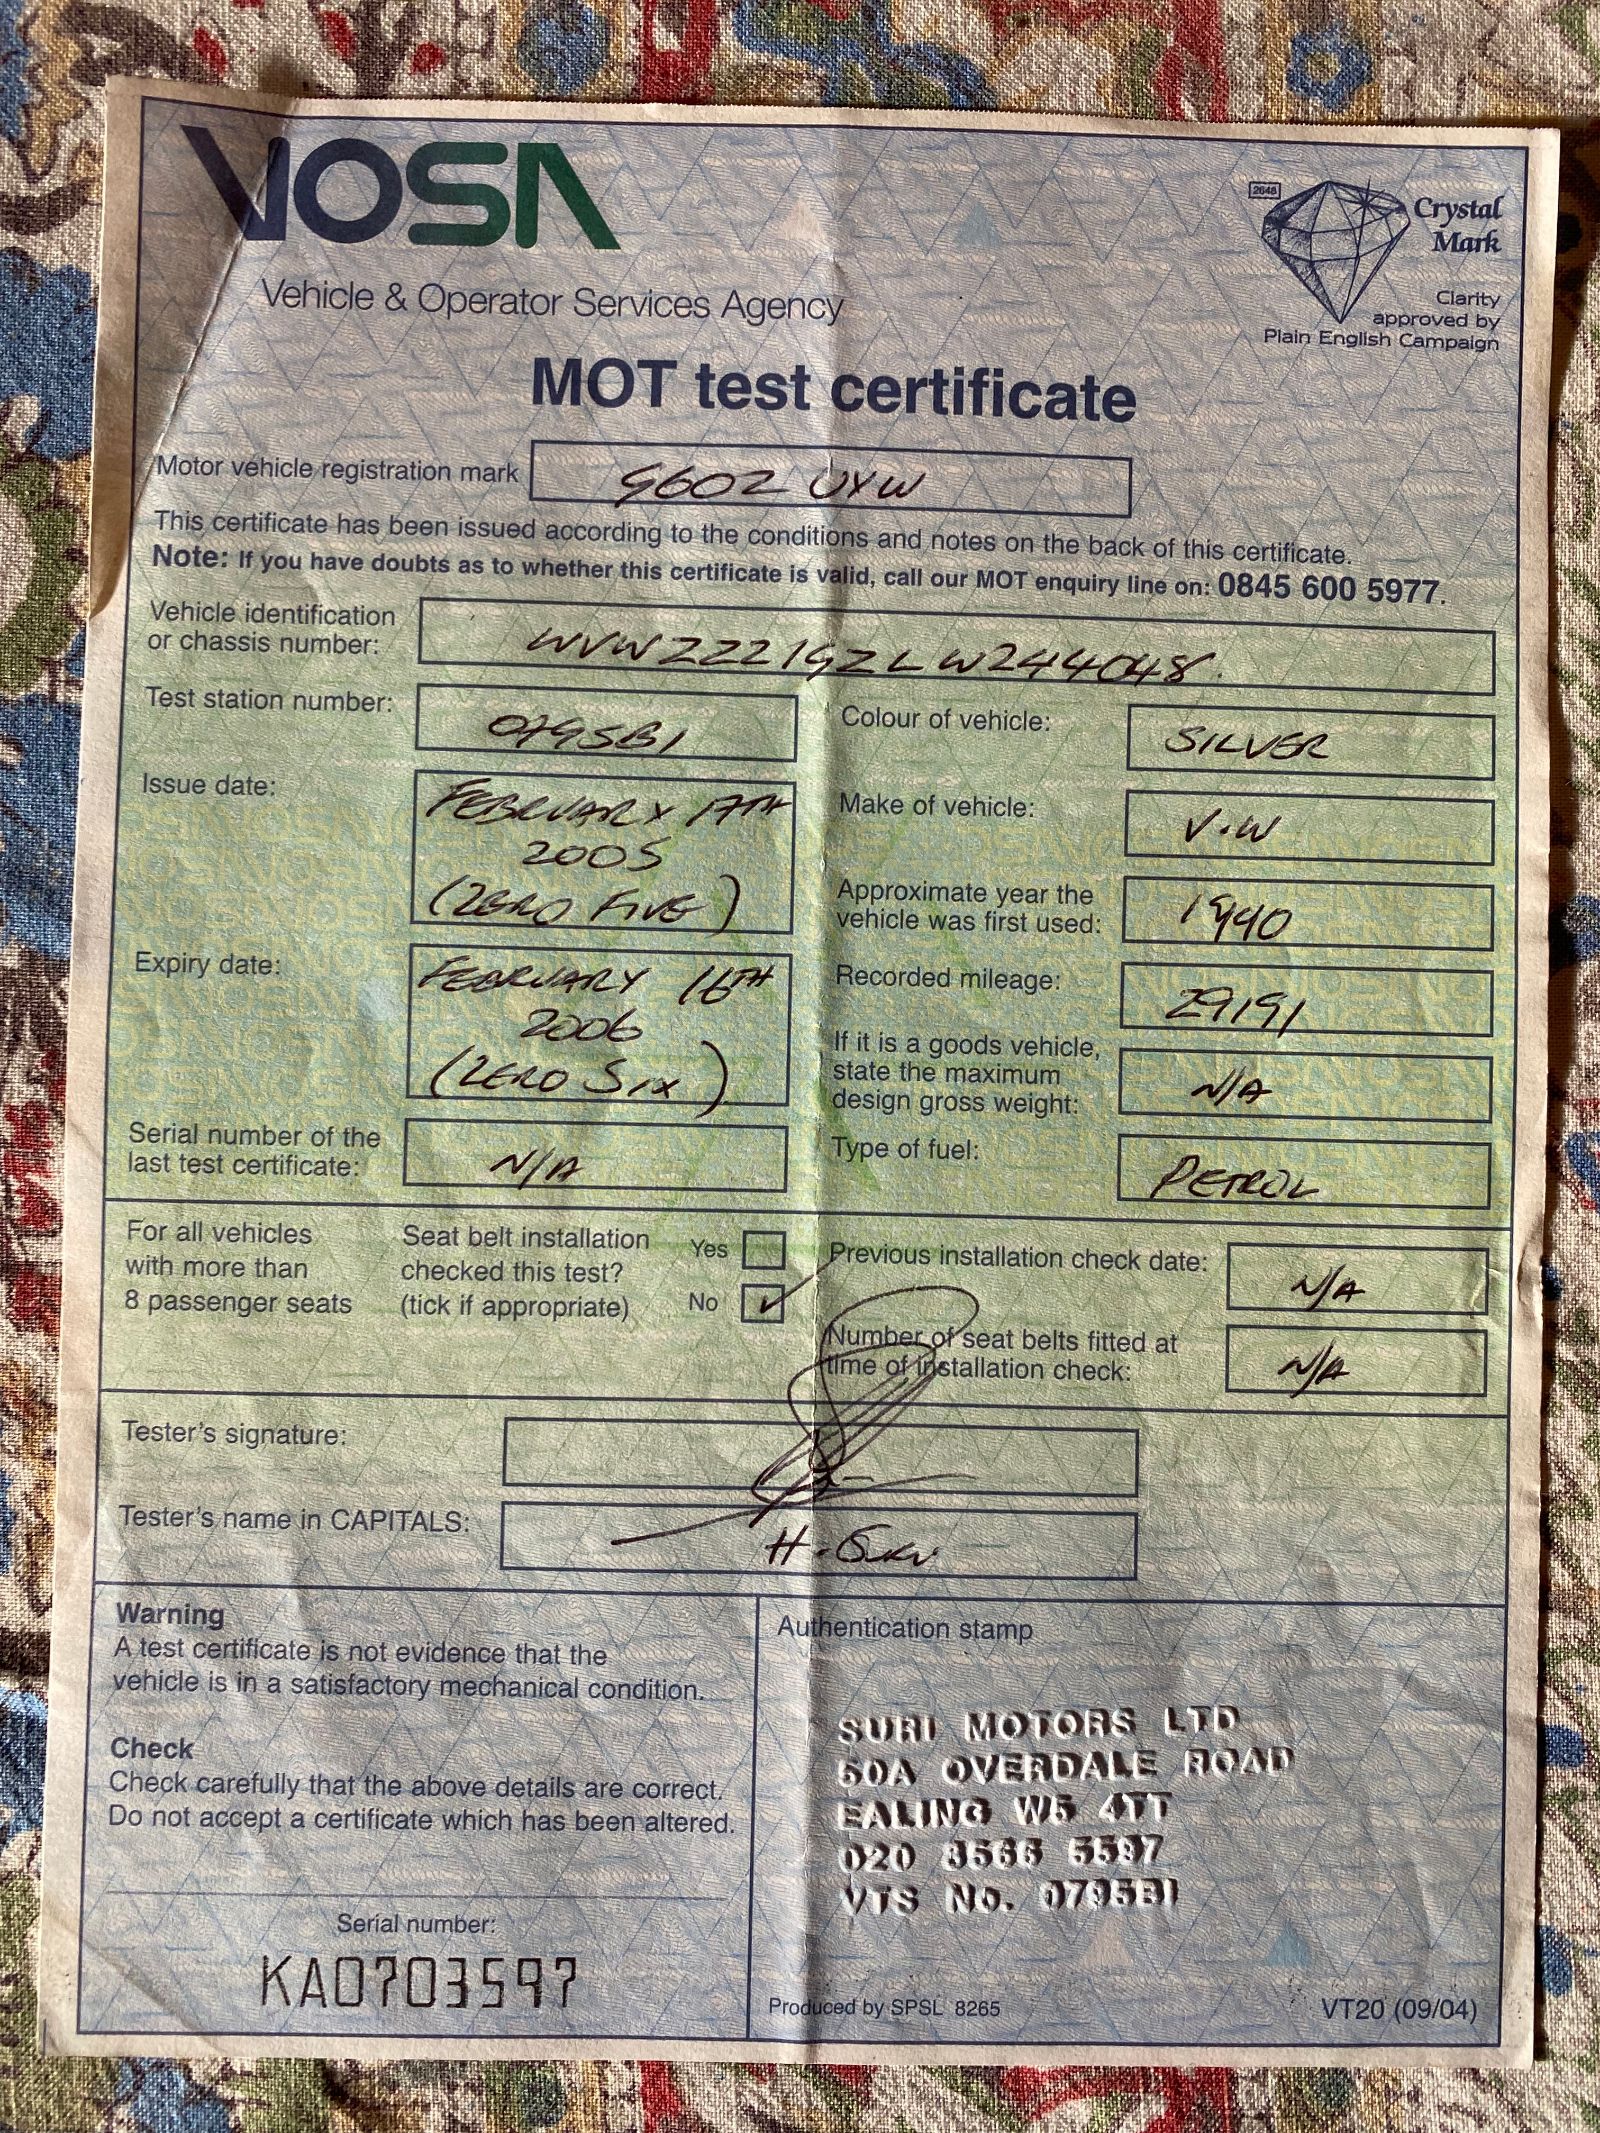 VOSA
Vehicle & Operator Services Agency
2648
Crystal
Mark
Clarity
approved by
Plain English Campaign
MOT test certificate
Motor vehicle registration mark
G602 UYW
This certificate has been issued according to the conditions and notes on the back of this certificate.
Note: If you have doubts as to whether this certificate is valid, call our MOT enquiry line on: 0845 600 5977.
Vehicle identification
or chassis number:
WVWZZZ19ZLW244048.
Test station number:
0795B1
Issue date:
FEBRUARY 17TH
2005
(ZERO FIVE)
Expiry date:
FEBRUARY 16TH
2006
(ZERO SIX)
Serial number of the
last test certificate:
N/A
Colour of vehicle:
SILVER
Make of vehicle:
V.W
Approximate year the
vehicle was first used:
1990
Recorded mileage:
29191
If it is a goods vehicle,
state the maximum
design gross weight:
N/A
Type of fuel:
PETROL
For all vehicles
with more than
8 passenger seats
Seat belt installation
checked this test?
(tick if appropriate)
Yes
No
Previous installation check date:
N/A
Number of seat belts fitted at
time of installation check:
N/A
Tester's signature:
Tester's name in CAPITALS:
H. Suri
Warning
A test certificate is not evidence that the
vehicle is in a satisfactory mechanical condition.
Check
Check carefully that the above details are correct.
Do not accept a certificate which has been altered.
Serial number:
KA0703597
Authentication stamp
SURI MOTORS LTD
50A OVERDALE ROAD
EALING W5 4TT
020 8566 5597
VTS No. 0795B1
Produced by SPSL 8265
VT20 (09/04)